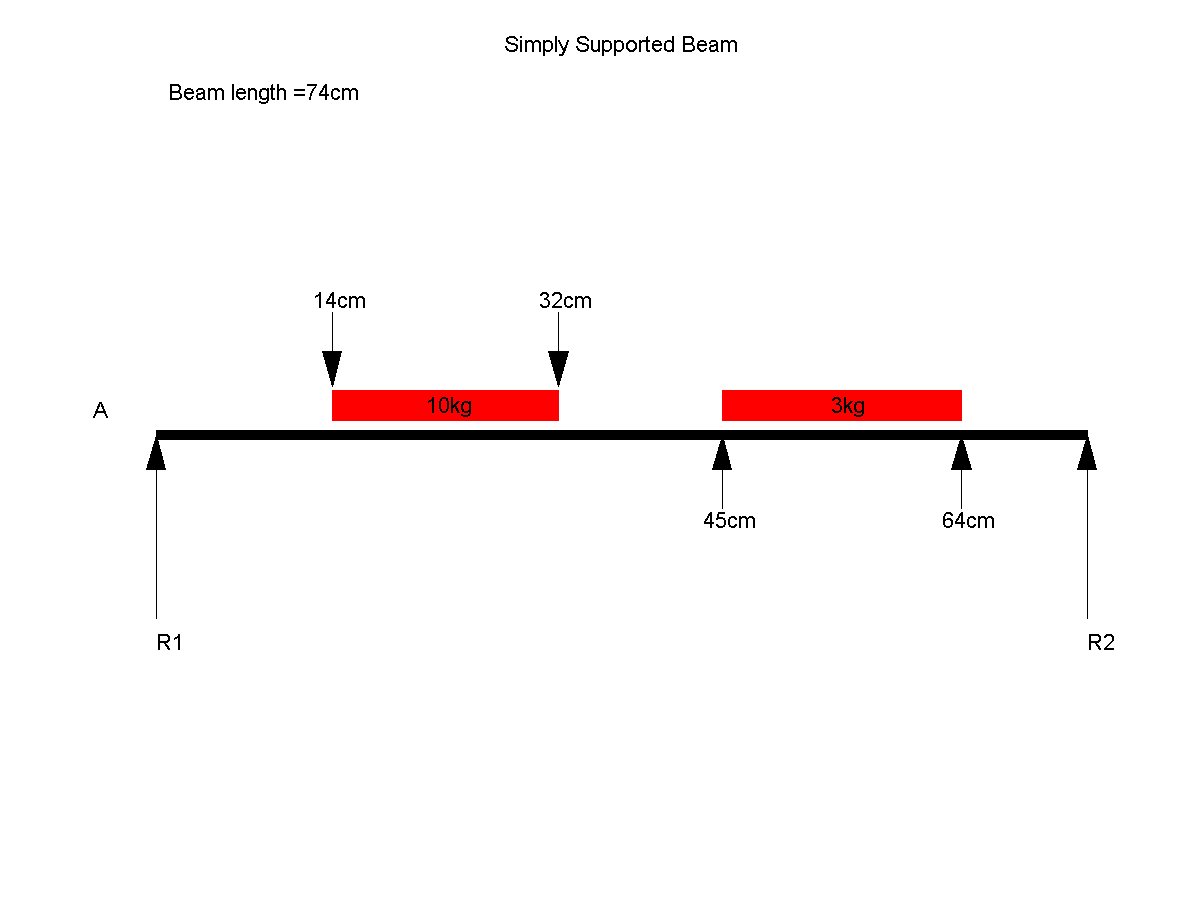 Simply Supported Beam
Beam length =74cm
14cm
32cm
A
10kg
3kg
45cm
64cm
R1
R2